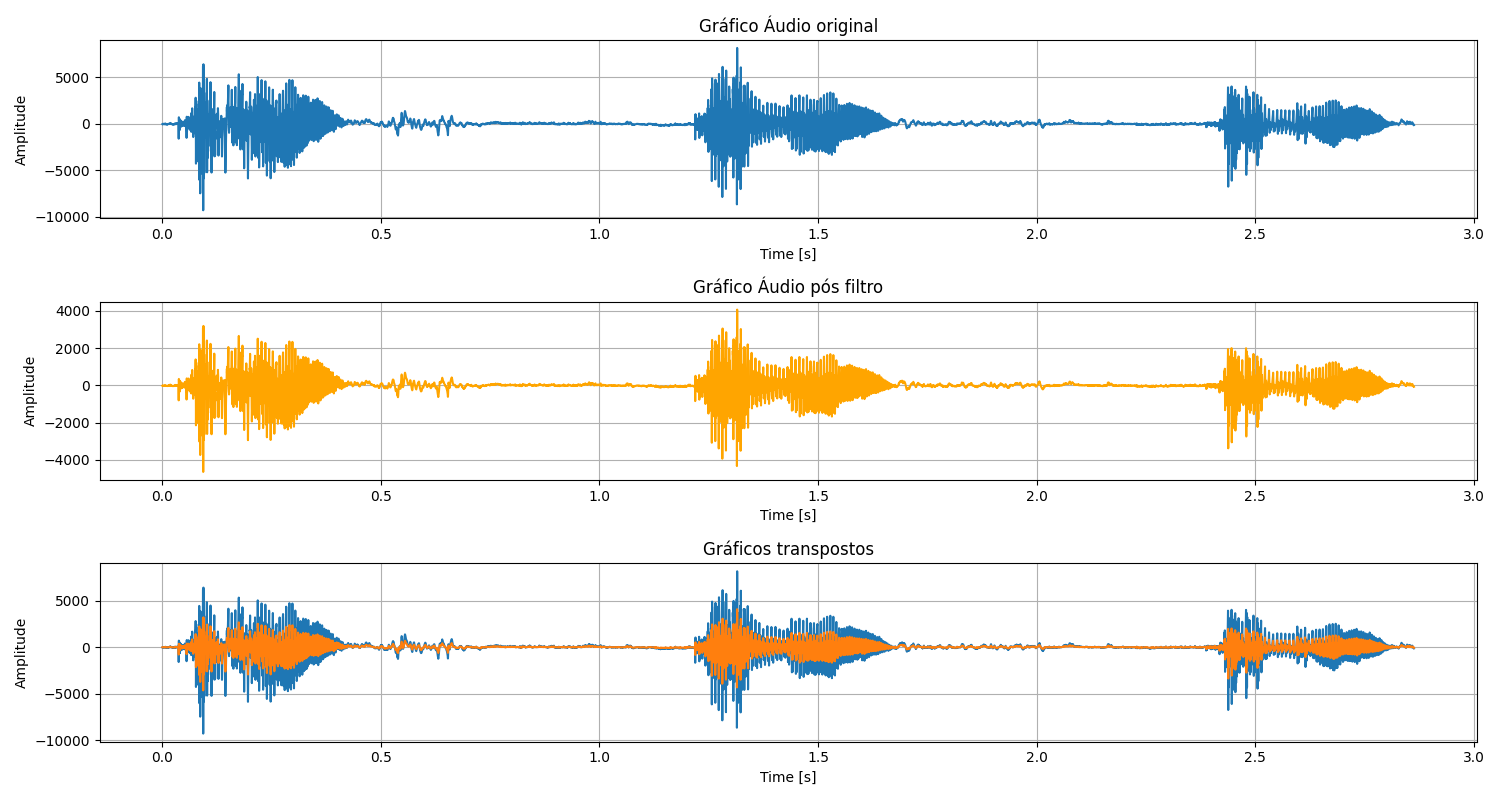 Gráfico Áudio original
5000
0
−5000
−10000
Amplitude
0.0 0.5 1.0 1.5 2.0 2.5 3.0
Time [s]
Gráfico Áudio pós filtro
4000
2000
0
−2000
−4000
Amplitude
0.0 0.5 1.0 1.5 2.0 2.5 3.0
Time [s]
Gráficos transpostos
5000
0
−5000
−10000
Amplitude
0.0 0.5 1.0 1.5 2.0 2.5 3.0
Time [s]